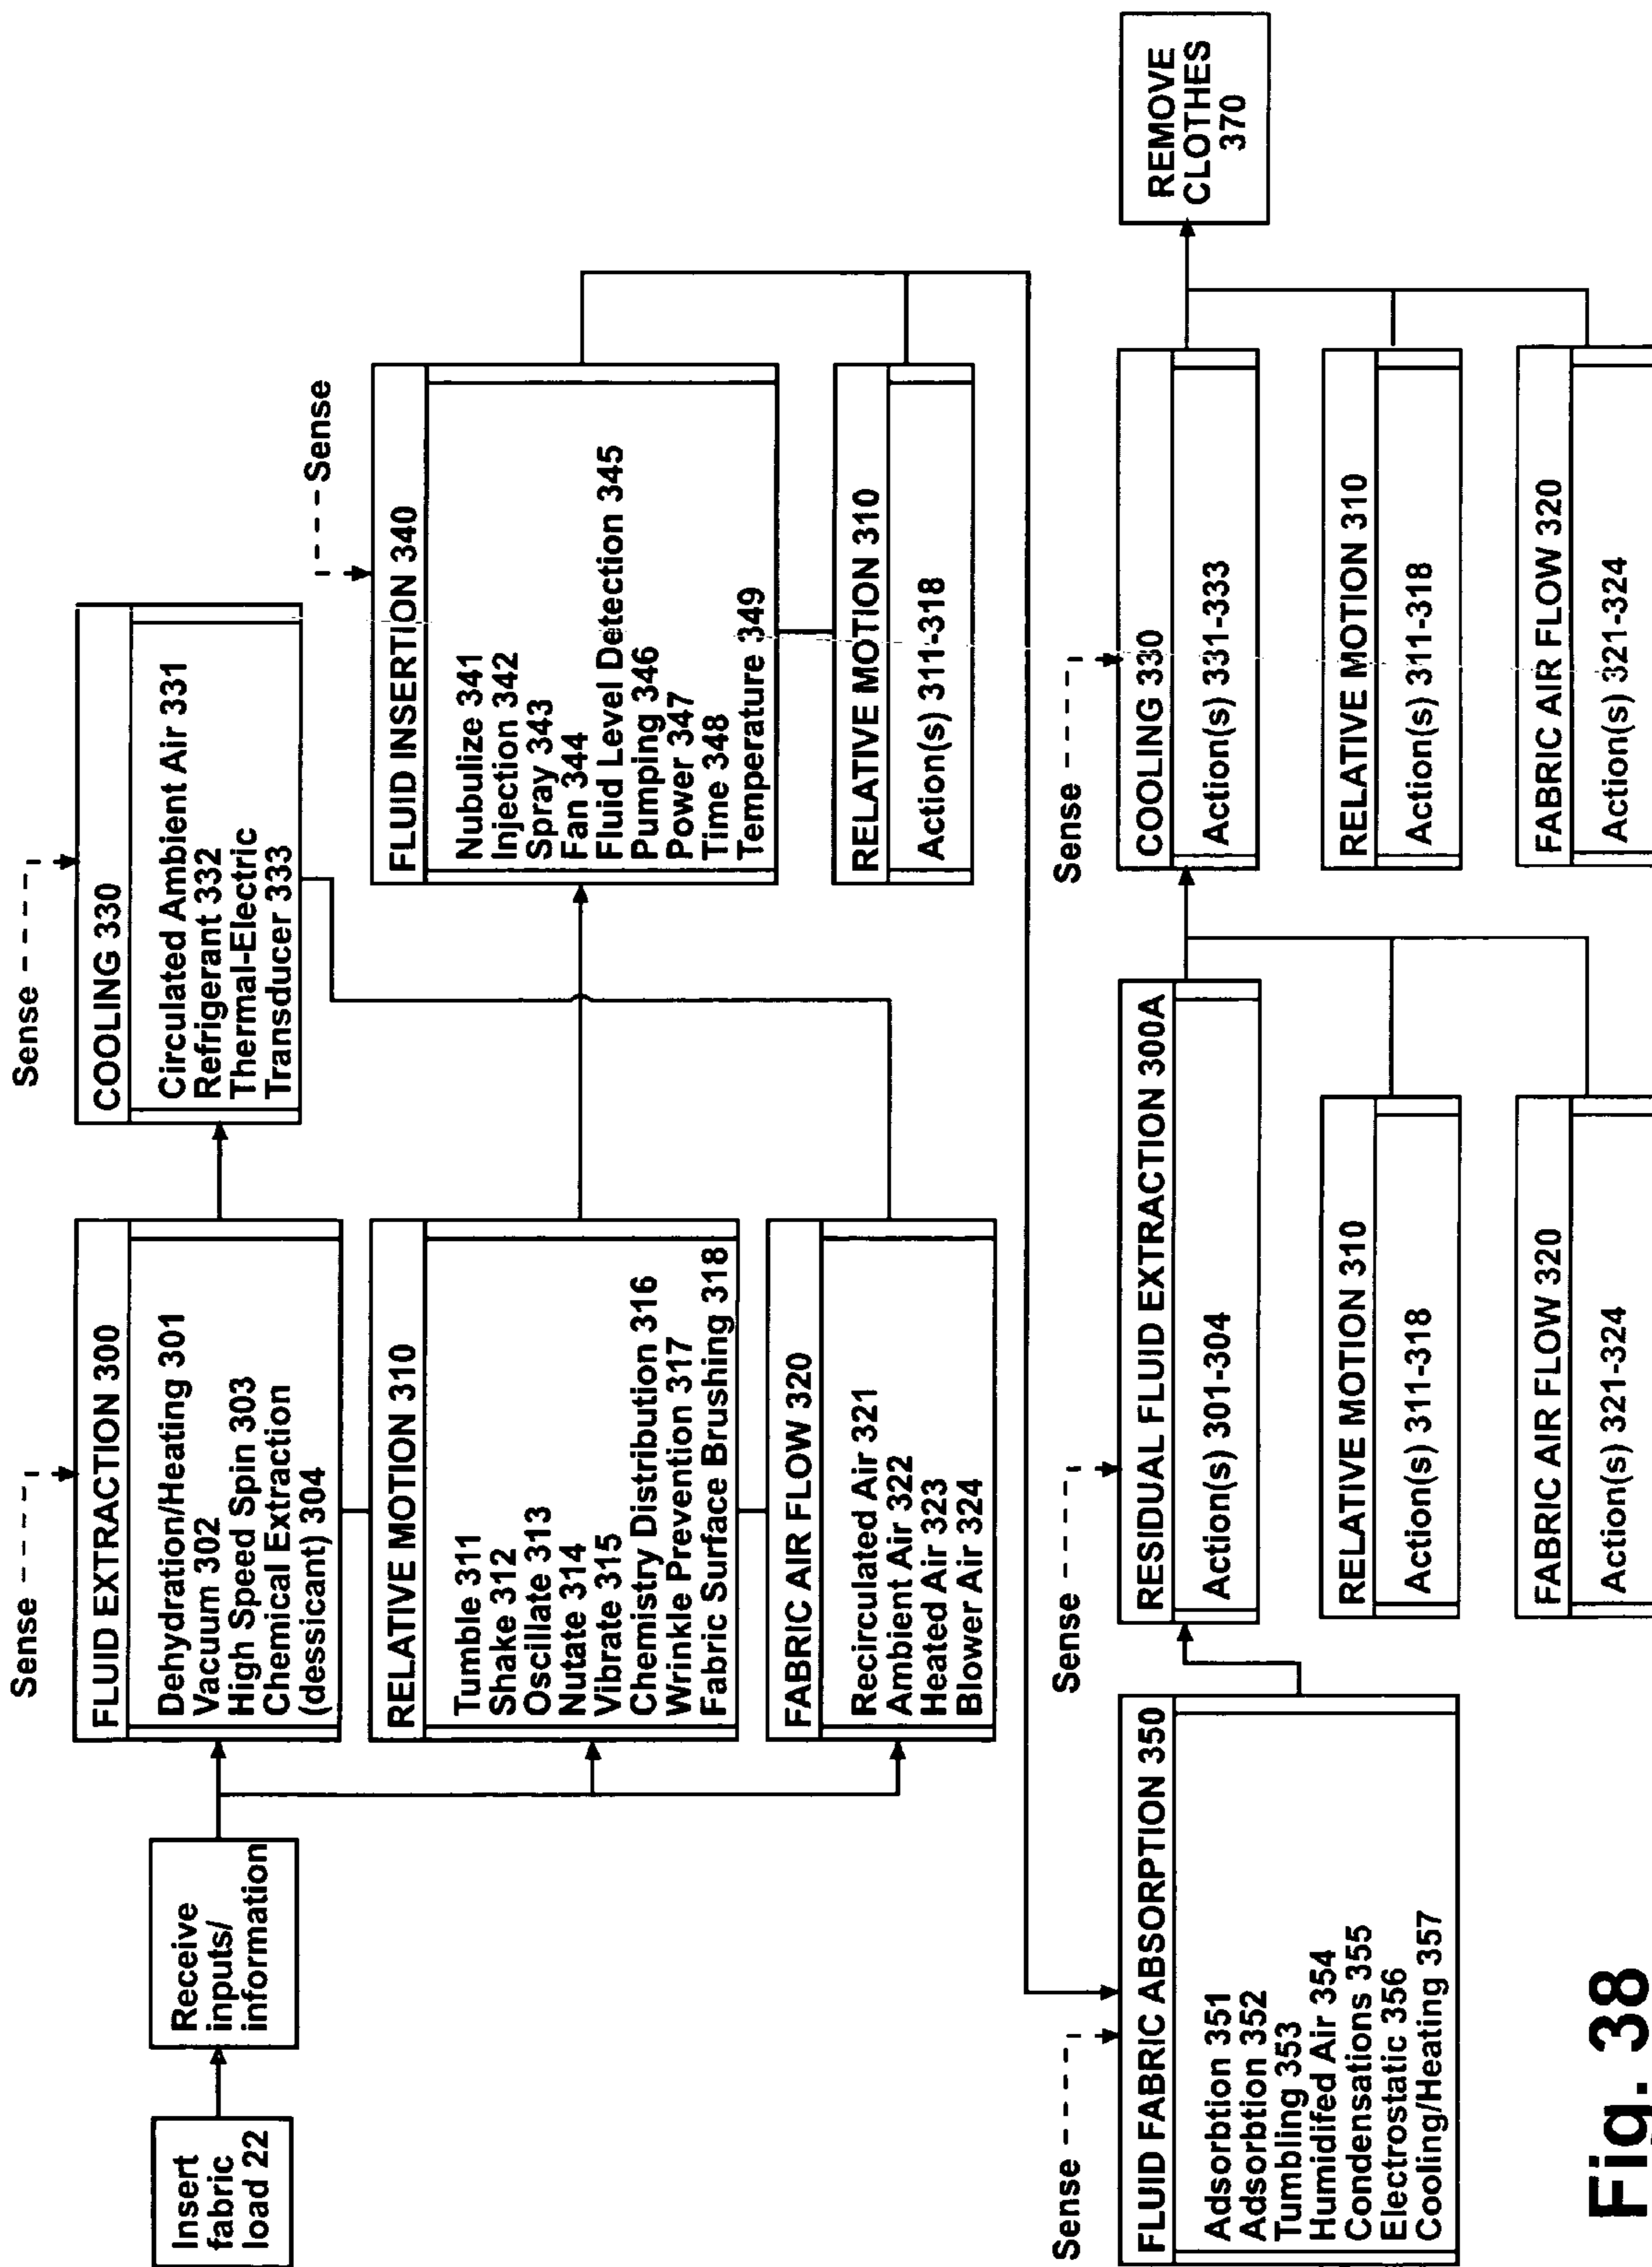 Insert
fabric
load 22
Receive
inputs/
information
Sense
FLUID EXTRACTION 300
Dehydration/Heating 301
Vacuum 302
High Speed Spin 303
Chemical Extraction
(dessicant) 304
RELATIVE MOTION 310
Tumble 311
Shake 312
Oscillate 313
Nutate 314
Vibrate 315
Chemistry Distribution 316
Wrinkle Prevention 317
Fabric Surface Brushing 318
FABRIC AIR FLOW 320
Recirculated Air 321
Ambient Air 322
Heated Air 323
Blower Air 324
Sense
COOLING 330
Circulated Ambient Air 331
Refrigerant 332
Thermal-Electric
Transducer 333
Sense
FLUID INSERTION 340
Nubulize 341
Injection 342
Spray 343
Fan 344
Fluid Level Detection 345
Pumping 346
Power 347
Time 348
Temperature 349
RELATIVE MOTION 310
Action(s) 311-318
Sense
FLUID FABRIC ABSORPTION 350
Adsorbtion 351
Adsorbtion 352
Tumbling 353
Humidifed Air 354
Condensations 355
Electrostatic 356
Cooling/Heating 357
Sense
RESIDUAL FLUID EXTRACTION 300A
Action(s) 301-304
RELATIVE MOTION 310
Action(s) 311-318
FABRIC AIR FLOW 320
Action(s) 321-324
Sense
COOLING 330
Action(s) 331-333
RELATIVE MOTION 310
Action(s) 311-318
FABRIC AIR FLOW 320
Action(s) 321-324
REMOVE
CLOTHES
370
Fig. 38